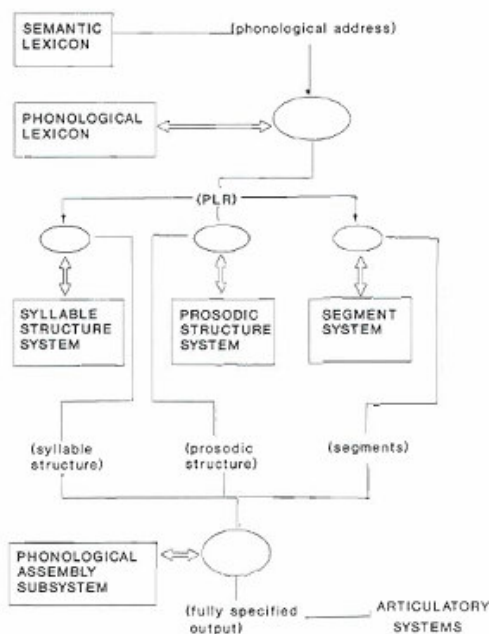 SEMANTIC
LEXICON
(phonological address)
PHONOLOGICAL
LEXICON
(PLR)
SYLLABLE
STRUCTURE
SYSTEM
PROSODIC
STRUCTURE
SYSTEM
SEGMENT
SYSTEM
(syllable
structure)
(prosodic
structure)
(segments)
PHONOLOGICAL
ASSEMBLY
SUBSYSTEM
(fully specified
output)
ARTICULATORY
SYSTEMS